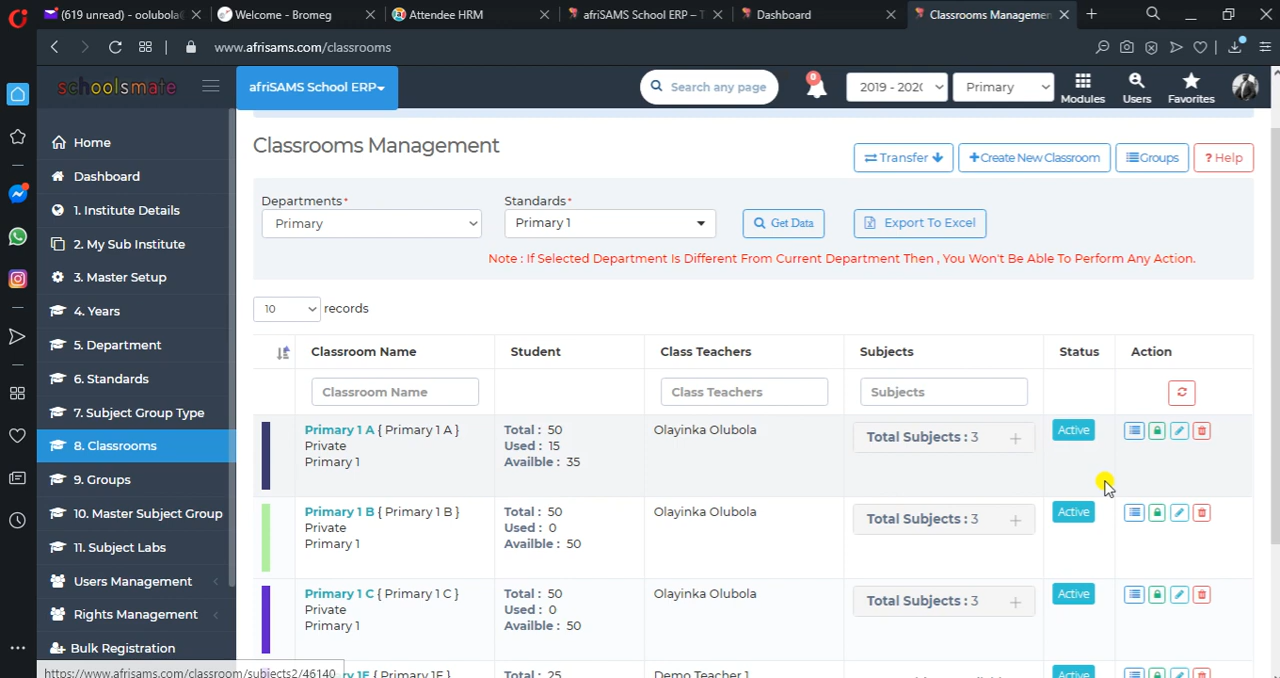 (619 unread) - oolubola
Welcome - Bromeg
Attendee HRM
afriSAMS School ERP – T
Dashboard
Classrooms Managemen
www.afrisams.com/classrooms
schoolsmate
afriSAMS School ERP
Search any page
0
2019 - 202(
Primary
Modules
Users
Favorites
Home
Dashboard
1. Institute Details
2. My Sub Institute
3. Master Setup
4. Years
5. Department
6. Standards
7. Subject Group Type
8. Classrooms
9. Groups
10. Master Subject Group
11. Subject Labs
Users Management
Rights Management
Bulk Registration
https://www.afrisams.com/classroom/subjects2/46140
Classrooms Management
Transfer
+Create New Classroom
Groups
? Help
Departments*
Primary
Standards*
Primary 1
Get Data
Export To Excel
Note : If Selected Department Is Different From Current Department Then , You Won't Be Able To Perform Any Action.
10 records
Classroom Name Student Class Teachers Subjects Status Action
Classroom Name Class Teachers Subjects
Primary 1 A { Primary 1 A } Total : 50 Olayinka Olubola Total Subjects : 3 + Active
Private Used : 15
Primary 1 Availble : 35
Primary 1 B { Primary 1 B } Total : 50 Olayinka Olubola Total Subjects : 3 + Active
Private Used : 0
Primary 1 Availble : 50
Primary 1 C { Primary 1 C } Total : 50 Olayinka Olubola Total Subjects : 3 + Active
Private Used : 0
Primary 1 Availble : 50
ry 1E { Primary 1E } Total : 25 Demo Teacher 1 Active